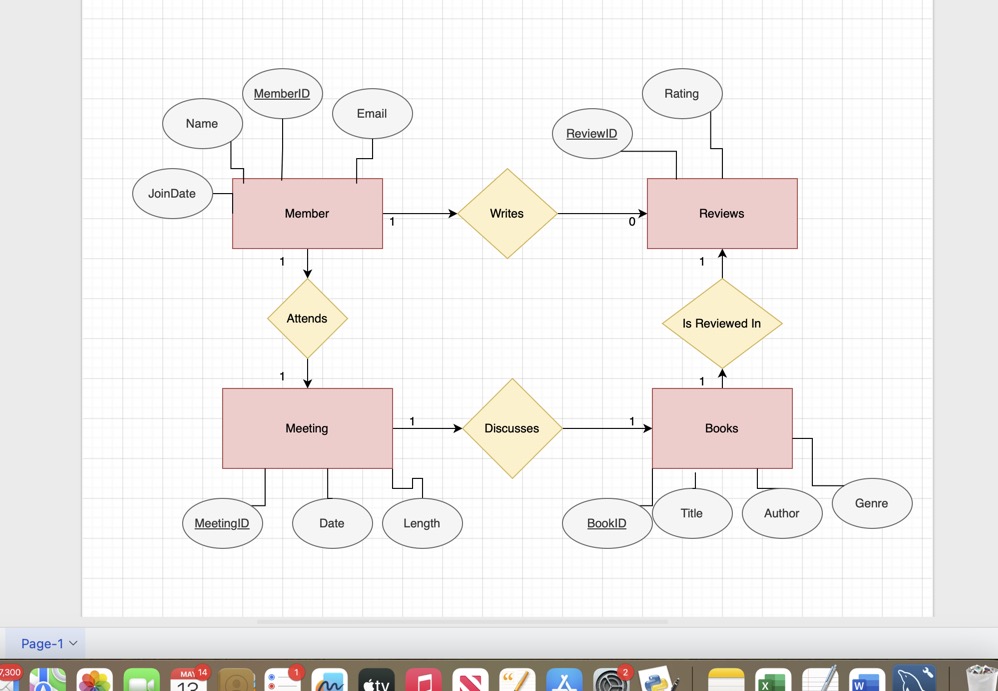 MemberID
Rating
Email
Name
ReviewID
JoinDate
Member
Writes
Reviews
1
0
1
1
Attends
Is Reviewed In
1
1
1
1
Meeting
Discusses
Books
Genre
Title
Author
MeetingID
Date
Length
BookID
Page-1
7,300
MAY 14
1
tv
2
X
W